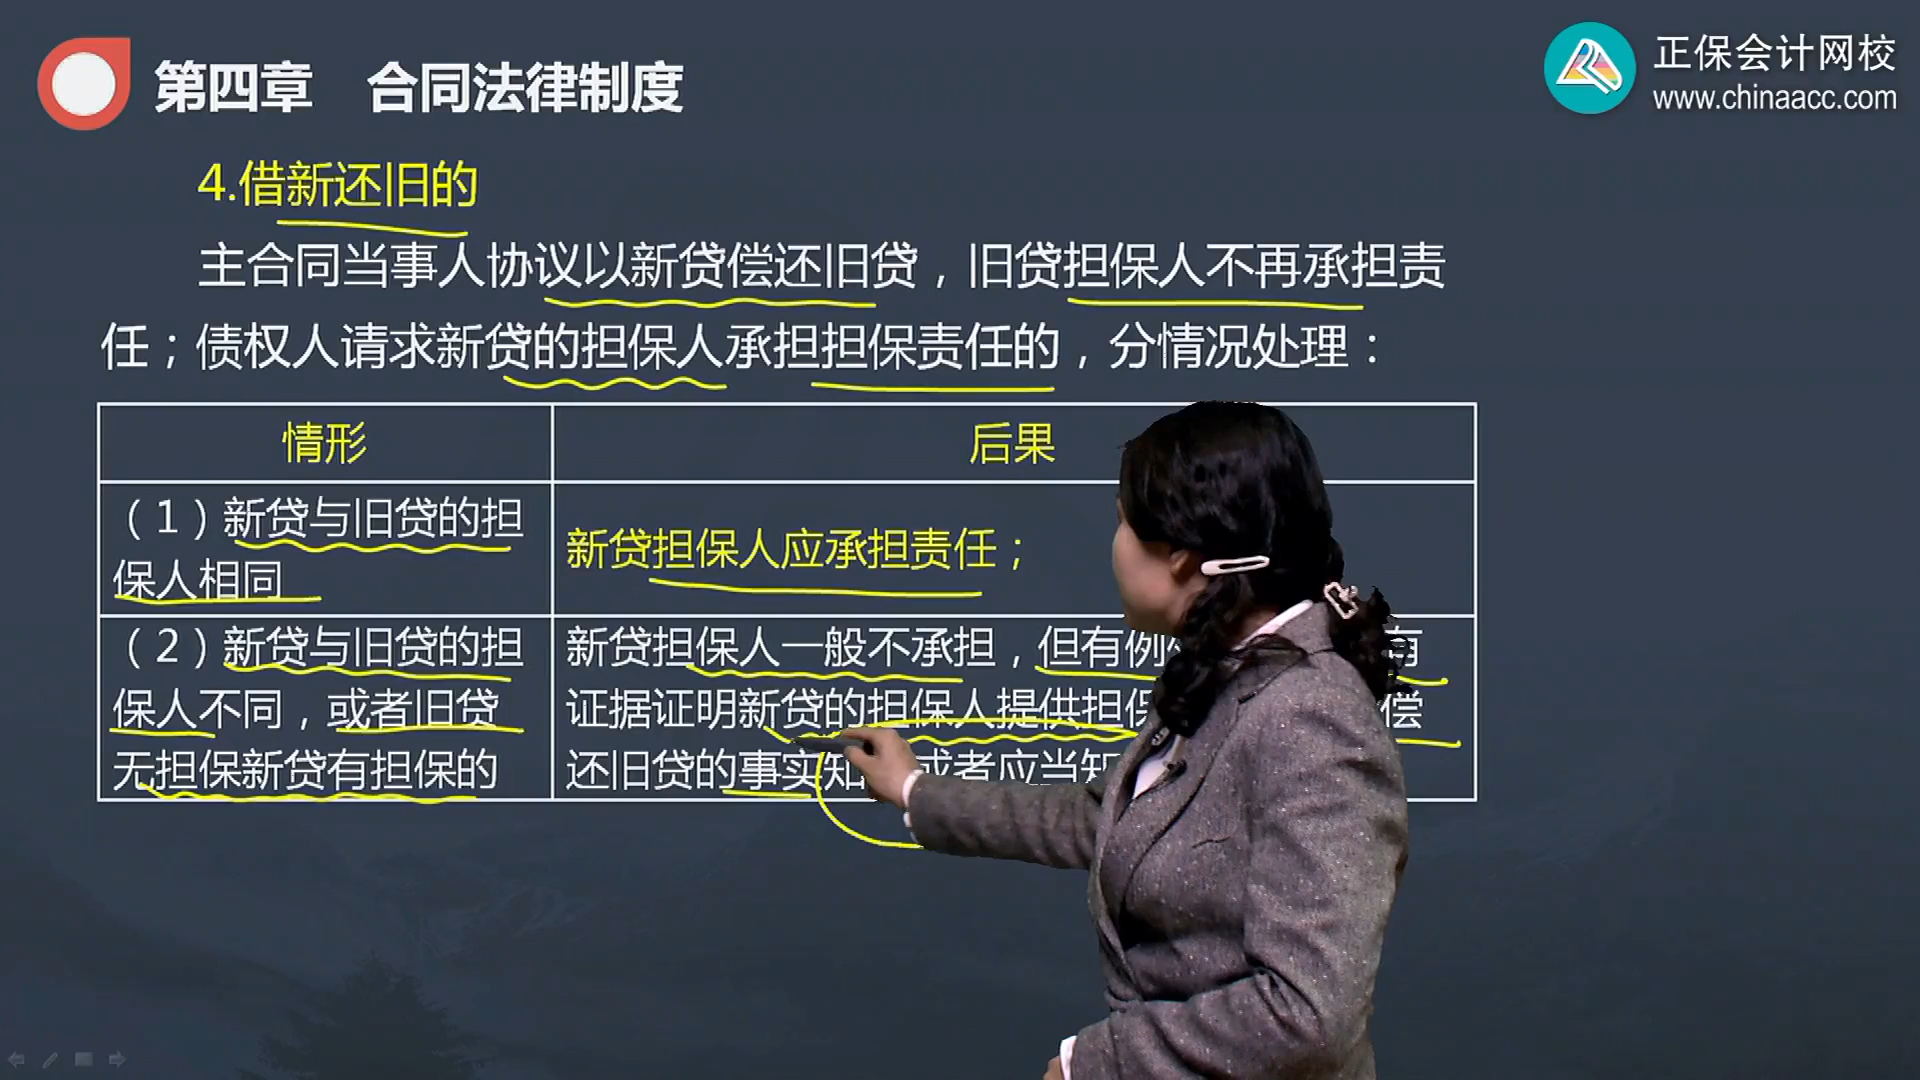 第四章 合同法律制度
正保会计网校
www.chinaacc.com
4.借新还旧的
主合同当事人协议以新贷偿还旧贷，旧贷担保人不再承担责
任；债权人请求新贷的担保人承担担保责任的，分情况处理：
情形
后果
（1）新贷与旧贷的担
保人相同
新贷担保人应承担责任；
（2）新贷与旧贷的担
保人不同，或者旧贷
无担保新贷有担保的
新贷担保人一般不承担，但有例 有
证据证明新贷的担保人提供担 偿
还旧贷的事实知 或者应当知